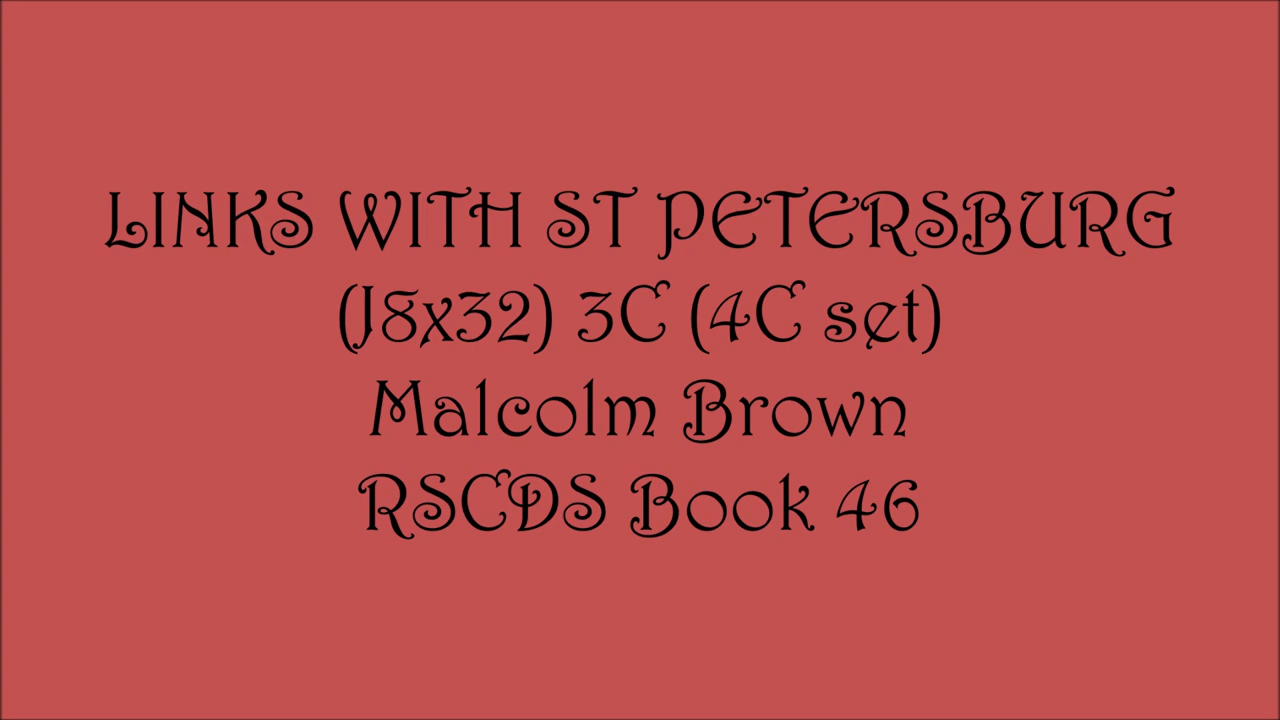 LINKS WITH ST PETERSBURG
(J8x32) 3C (4C set)
Malcolm Brown
RSCDS Book 46